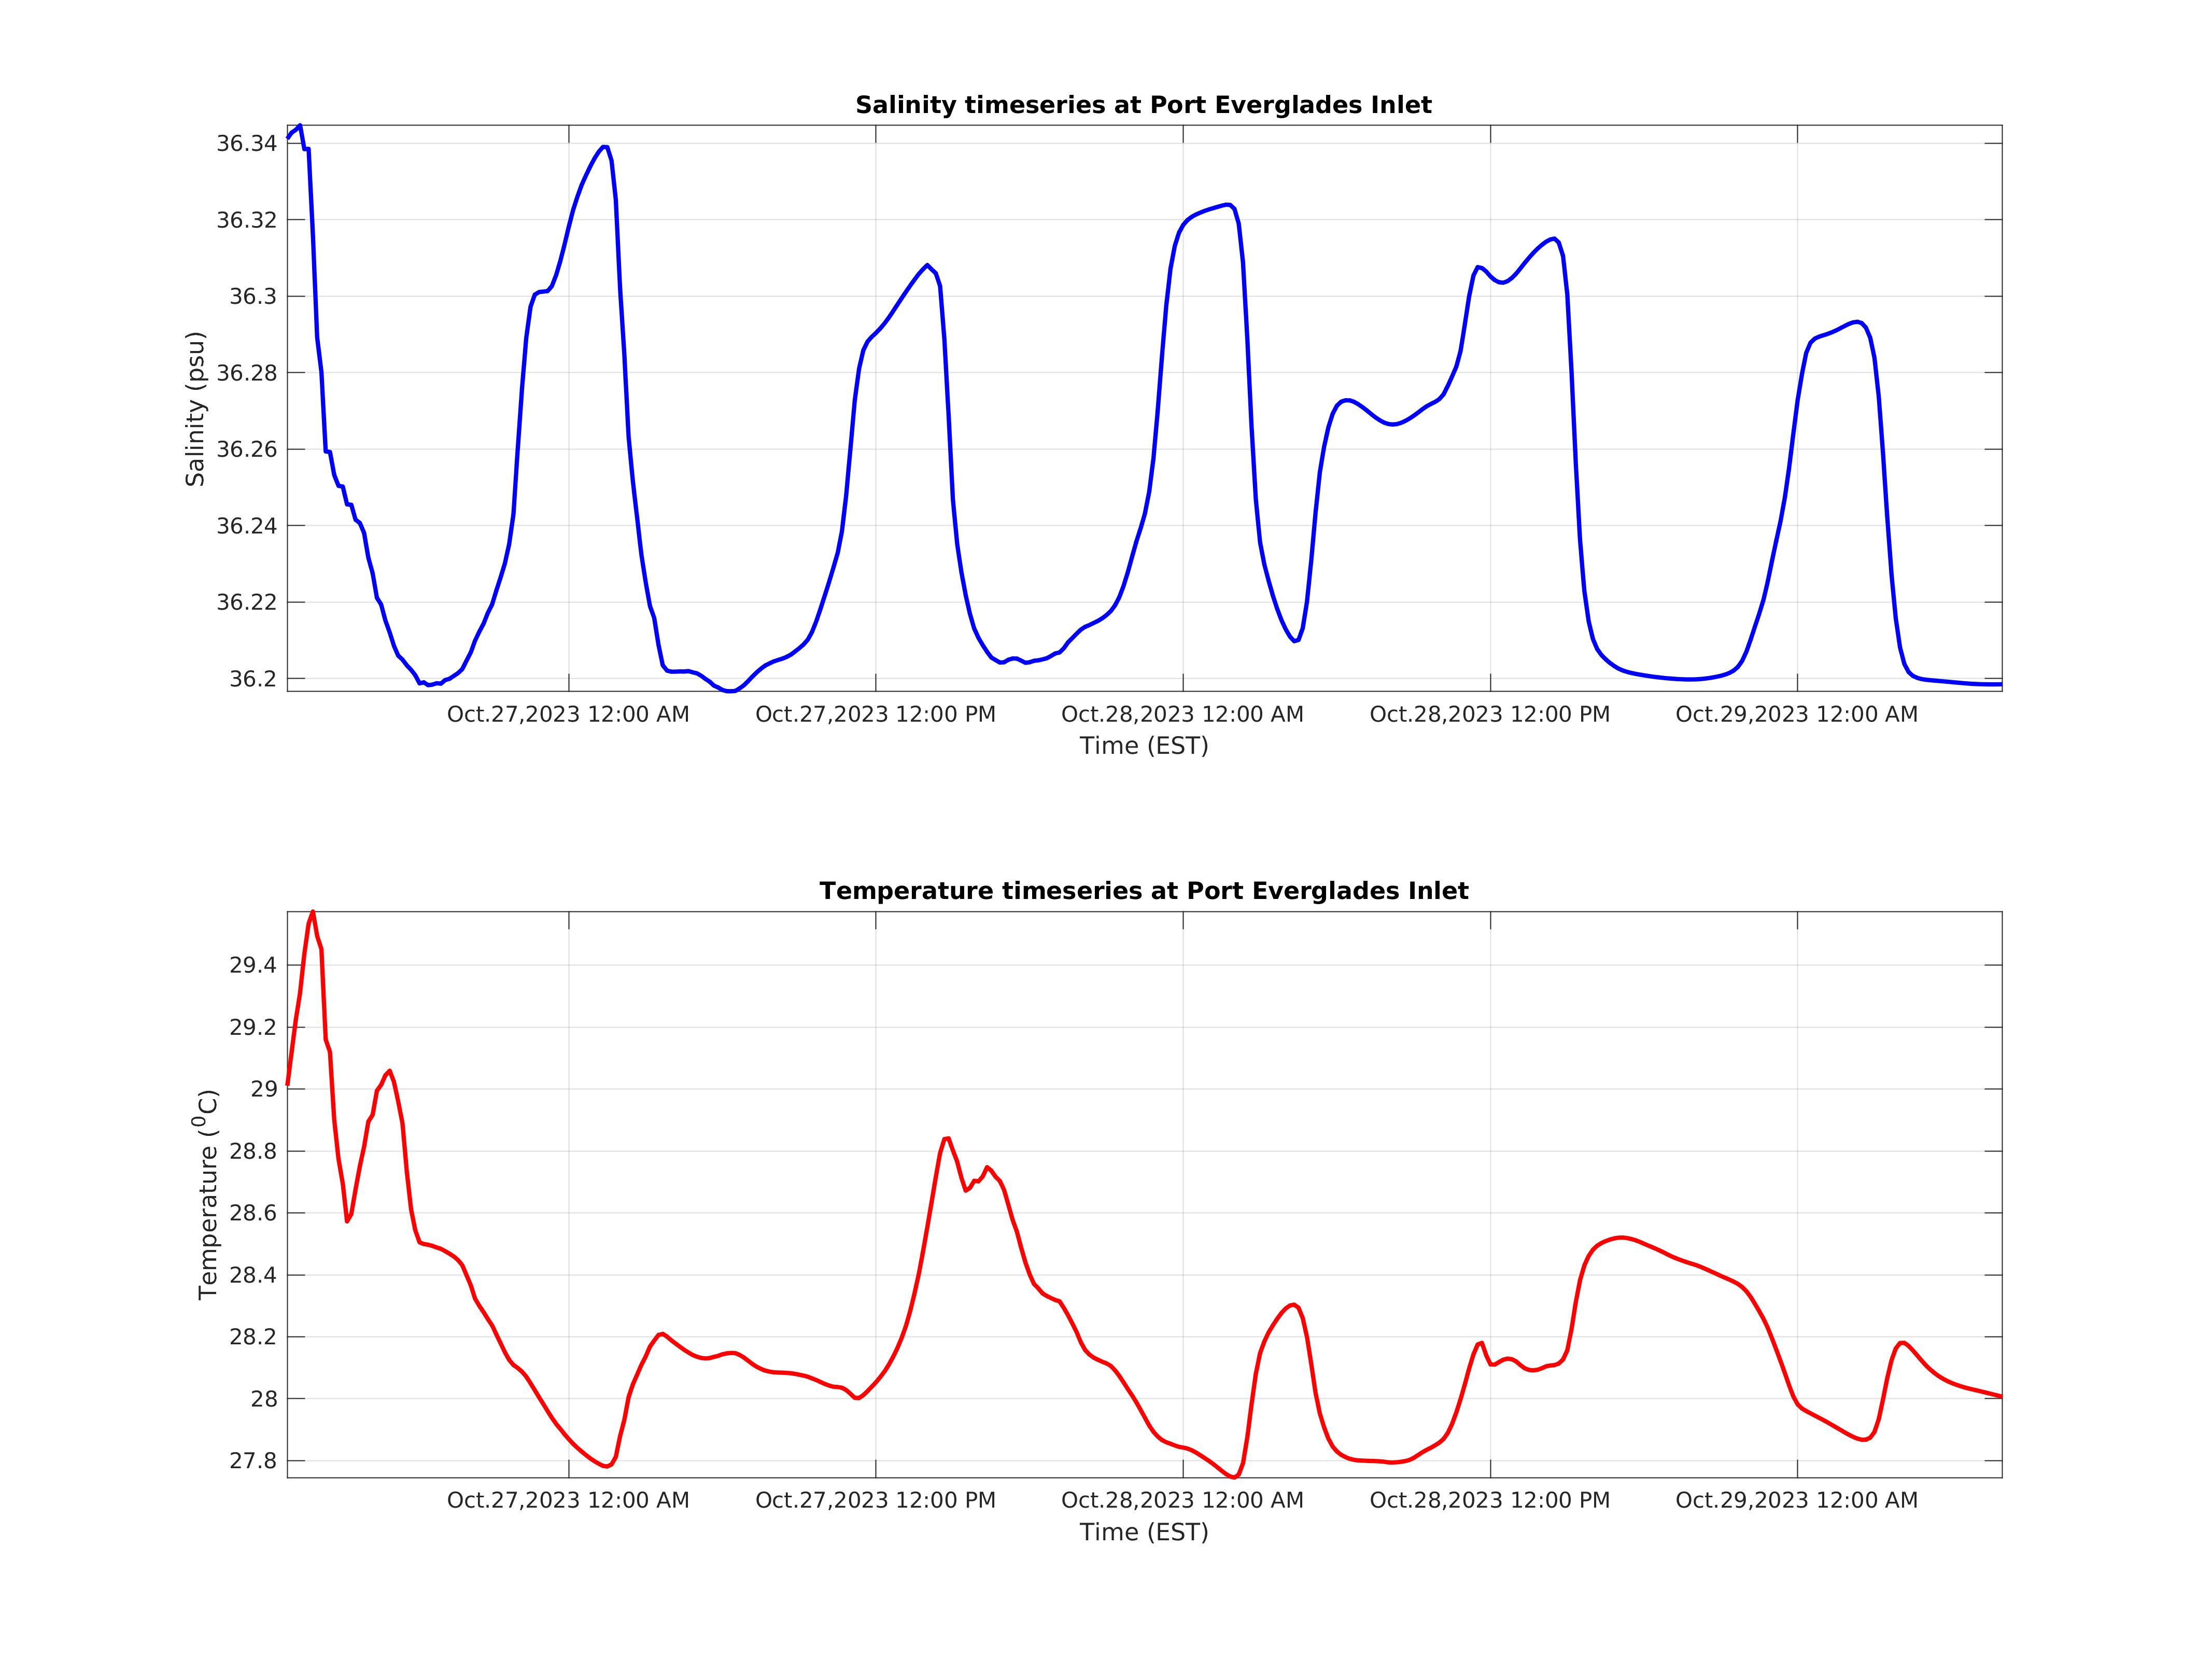 Salinity timeseries at Port Everglades Inlet
36.34
36.32
36.3
36.28
36.26
36.24
36.22
36.2
Salinity (psu)
Oct.27,2023 12:00 AM Oct.27,2023 12:00 PM Oct.28,2023 12:00 AM Oct.28,2023 12:00 PM Oct.29,2023 12:00 AM
Time (EST)
Temperature timeseries at Port Everglades Inlet
29.4
29.2
29
28.8
28.6
28.4
28.2
28
27.8
Temperature (⁰C)
Oct.27,2023 12:00 AM Oct.27,2023 12:00 PM Oct.28,2023 12:00 AM Oct.28,2023 12:00 PM Oct.29,2023 12:00 AM
Time (EST)